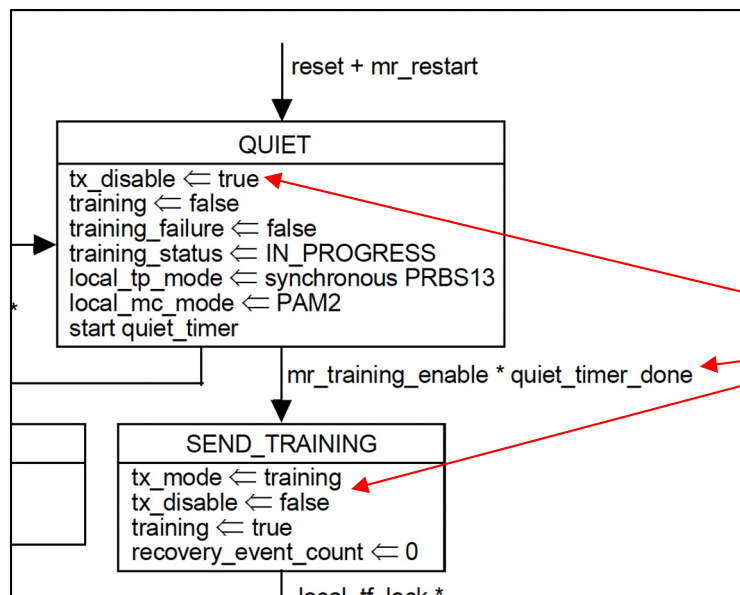 reset + mr_restart
QUIET
tx_disable ⇐ true
training ⇐ false
training_failure ⇐ false
training_status ⇐ IN_PROGRESS
local_tp_mode ⇐ synchronous PRBS13
local_mc_mode ⇐ PAM2
start quiet_timer
*
mr_training_enable * quiet_timer_done
SEND_TRAINING
tx_mode ⇐ training
tx_disable ⇐ false
training ⇐ true
recovery_event_count ⇐ 0
local_tf_lock *